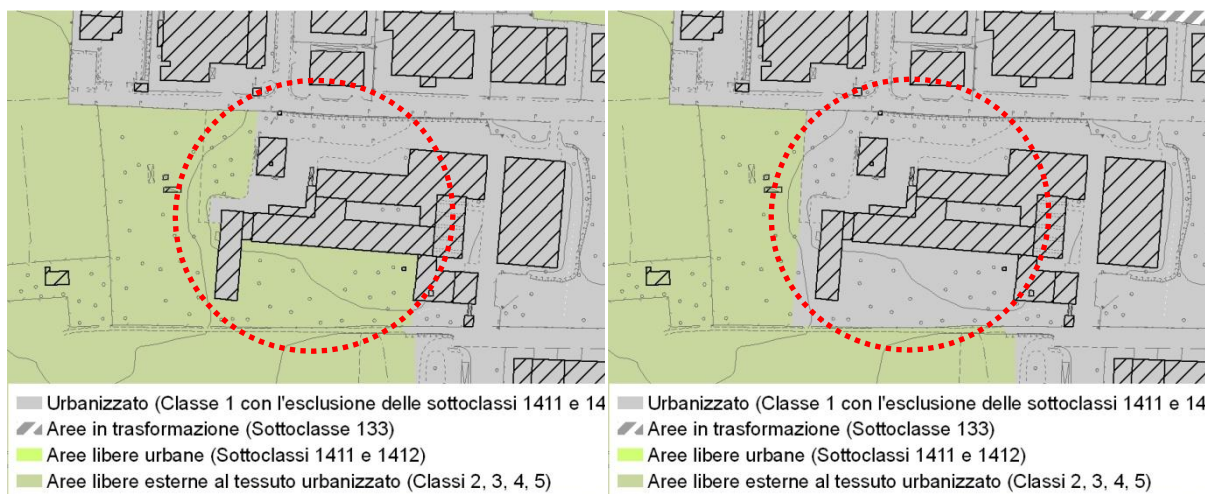 Urbanizzato (Classe 1 con l'esclusione delle sottoclassi 1411 e 14
Aree in trasformazione (Sottoclasse 133)
Aree libere urbane (Sottoclassi 1411 e 1412)
Aree libere esterne al tessuto urbanizzato (Classi 2, 3, 4, 5)
Urbanizzato (Classe 1 con l'esclusione delle sottoclassi 1411 e 14
Aree in trasformazione (Sottoclasse 133)
Aree libere urbane (Sottoclassi 1411 e 1412)
Aree libere esterne al tessuto urbanizzato (Classi 2, 3, 4, 5)